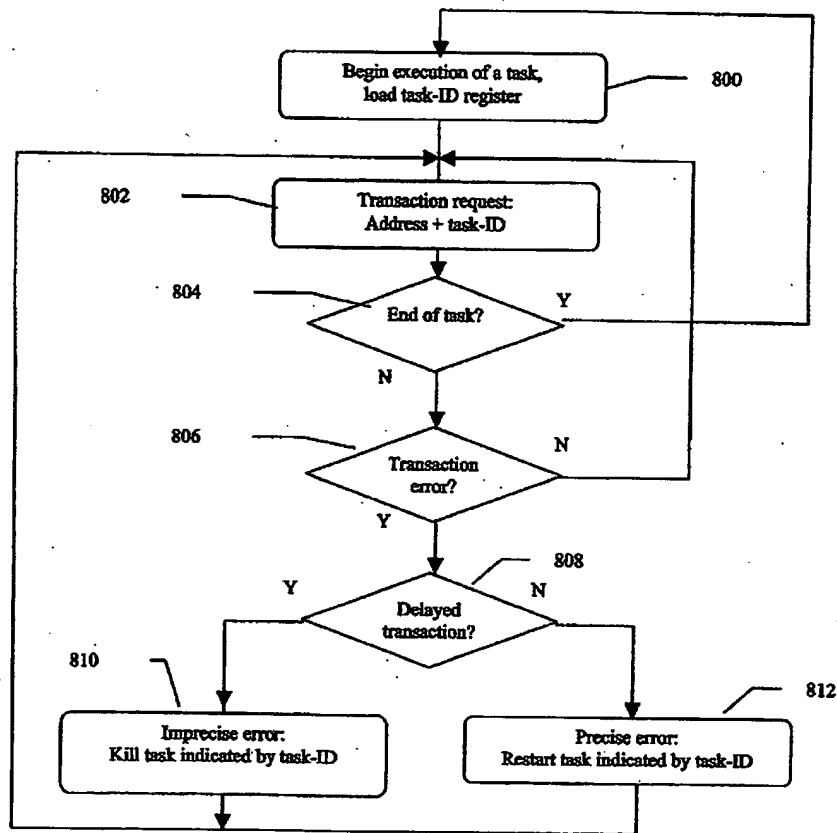 Begin execution of a task,
load task-ID register
800
802
Transaction request:
Address + task-ID
804
End of task?
Y
N
806
Transaction
error?
N
Y
808
Y
N
Delayed
transaction?
810
812
Imprecise error:
Kill task indicated by task-ID
Precise error:
Restart task indicated by task-ID